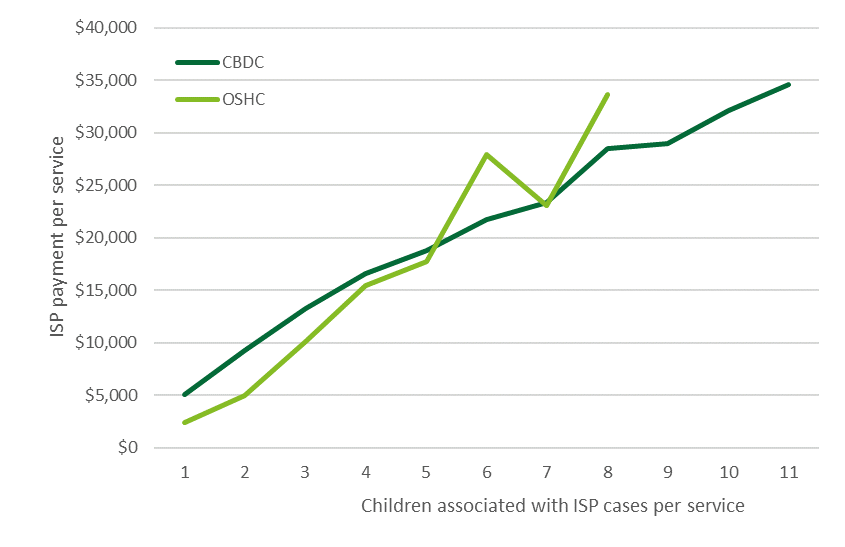 $40,000
$35,000
$30,000
$25,000
$20,000
$15,000
$10,000
$5,000
$0
ISP payment per service
CBDC
OSHC
1 2 3 4 5 6 7 8 9 10 11
Children associated with ISP cases per service